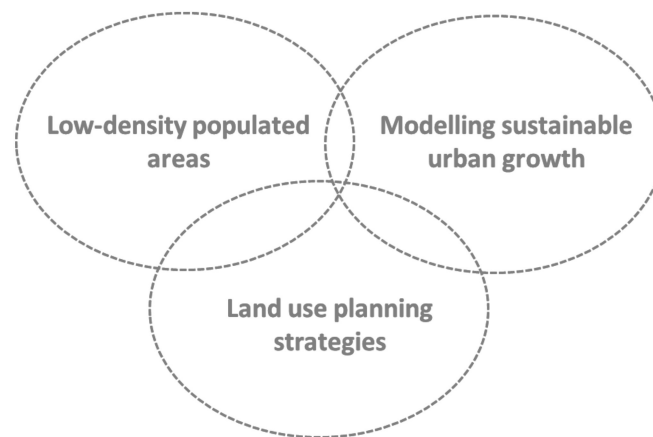 Low-density populated
areas
Modelling sustainable
urban growth
Land use planning
strategies